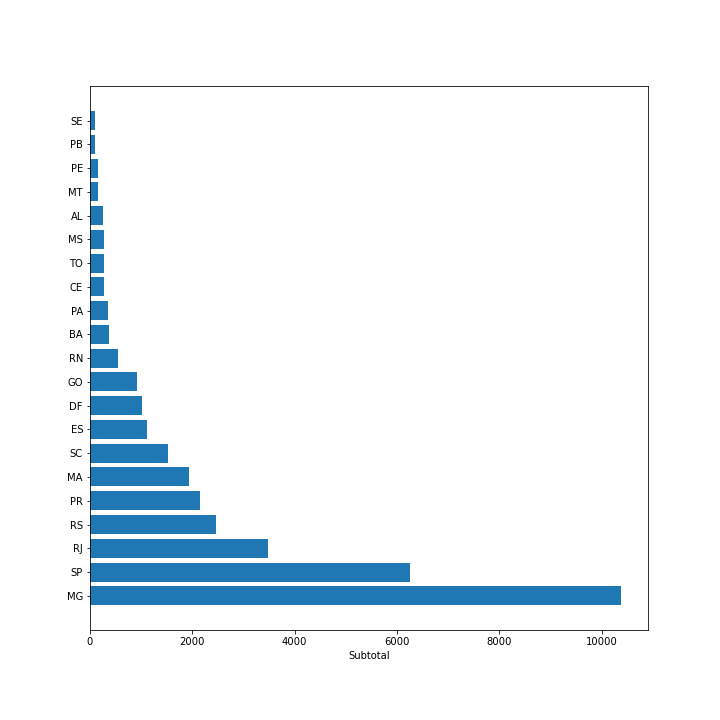 SE
PB
PE
MT
AL
MS
TO
CE
PA
BA
RN
GO
DF
ES
SC
MA
PR
RS
RJ
SP
MG
0 2000 4000 6000 8000 10000
Subtotal